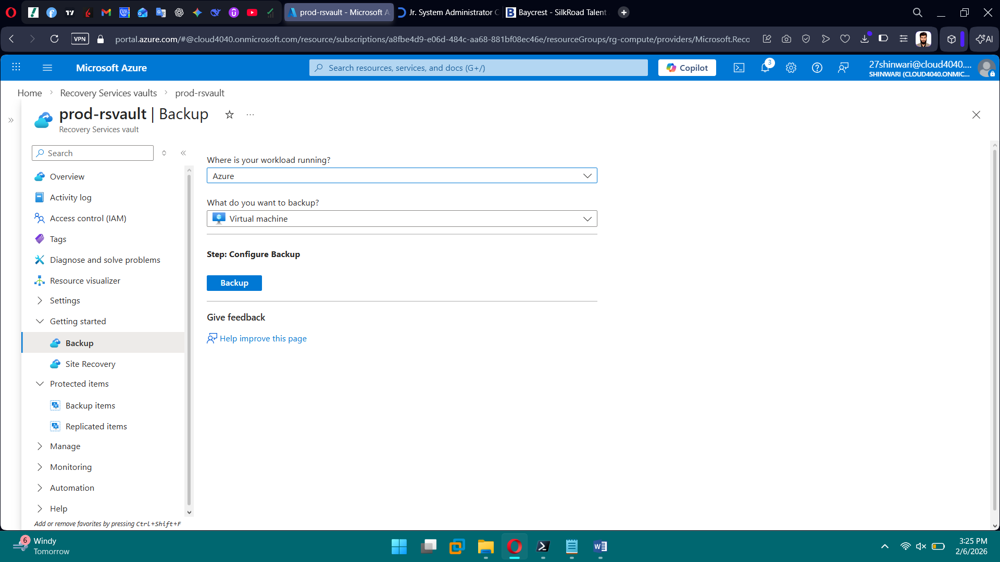 prod-rsvault - Microsoft A
Jr. System Administrator C
Baycrest - SilkRoad Talent
VPN
portal.azure.com/#@cloud4040.onmicrosoft.com/resource/subscriptions/a8fbe4d9-e06d-484c-aa68-881bf08ec46e/resourceGroups/rg-compute/providers/Microsoft.Reco
AI
Microsoft Azure
Search resources, services, and docs (G+/)
Copilot
3
27shinwari@cloud4040....
SHINWARI (CLOUD4040.ONMIC...
Home > Recovery Services vaults > prod-rsvault
prod-rsvault | Backup
Recovery Services vault
Search
Overview
Activity log
Access control (IAM)
Tags
Diagnose and solve problems
Resource visualizer
Settings
Getting started
Backup
Site Recovery
Protected items
Backup items
Replicated items
Manage
Monitoring
Automation
Help
Add or remove favorites by pressing Ctrl+Shift+F
Where is your workload running?
Azure
What do you want to backup?
Virtual machine
Step: Configure Backup
Backup
Give feedback
Help improve this page
6
Windy
Tomorrow
3:25 PM
2/6/2026